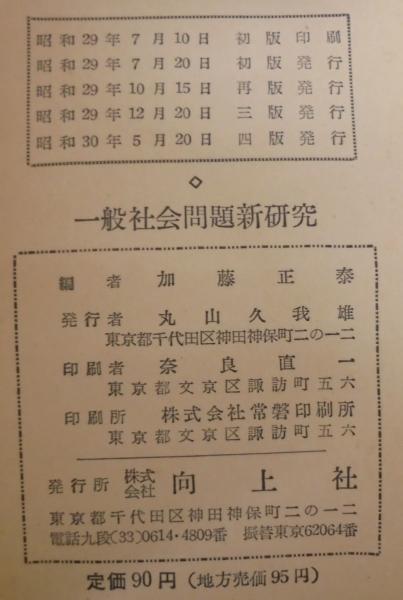 昭和29年7月10日 初版印刷
昭和29年7月20日 初版発行
昭和29年10月15日 再版発行
昭和29年12月20日 三版発行
昭和30年5月20日 四版発行
一般社会問題新研究
編者 加藤正泰
発行者 丸山久我雄
東京都千代田区神田神保町二の一二
印刷者 奈良直一
東京都文京区諏訪町五六
印刷所 株式会社常磐印刷所
東京都文京区諏訪町五六
発行所 株式会社 向上社
東京都千代田区神田神保町二の一二
電話九段(33)0614・4809番 振替東京62064番
定価90円(地方売価95円)